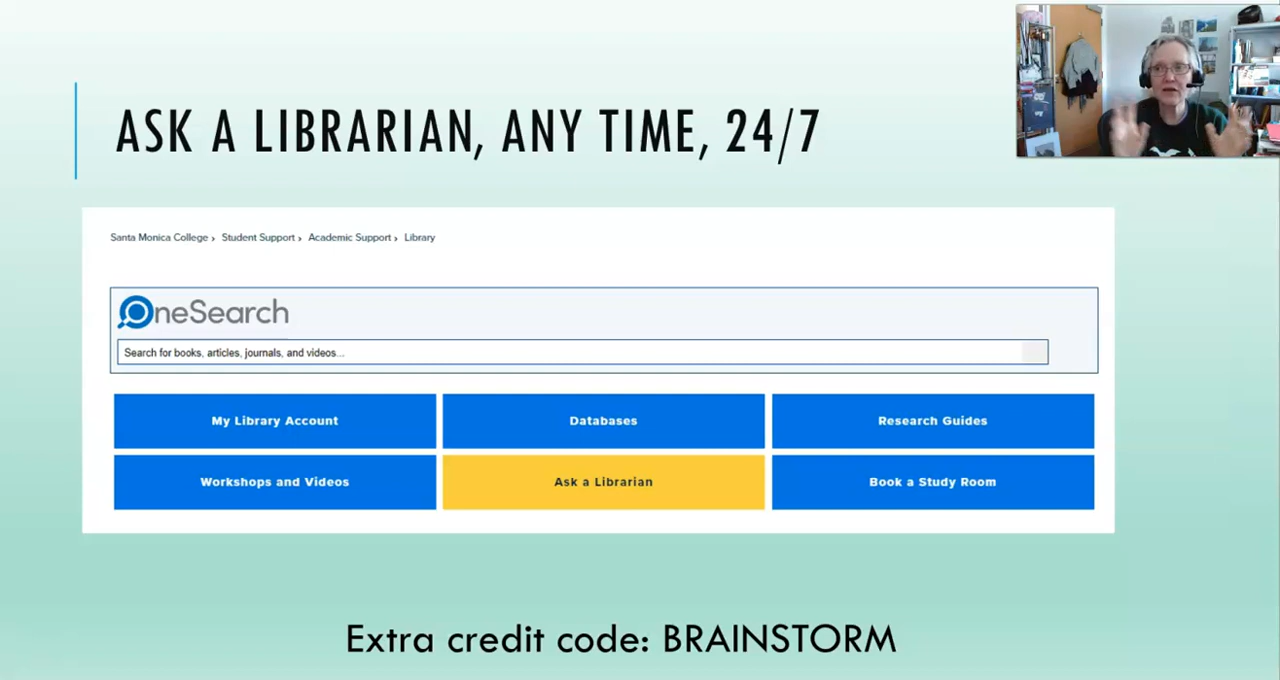 ASK A LIBRARIAN, ANY TIME, 24/7
Santa Monica College › Student Support › Academic Support › Library
OneSearch
Search for books, articles, journals, and videos...
My Library Account
Databases
Research Guides
Workshops and Videos
Ask a Librarian
Book a Study Room
Extra credit code: BRAINSTORM